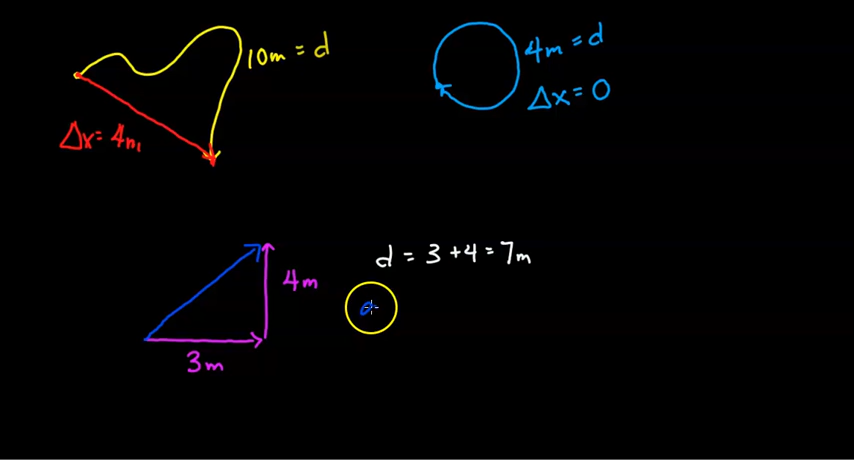 10m = d
Δx = 4m
4m = d
Δx = 0
d = 3 + 4 = 7m
4m
3m